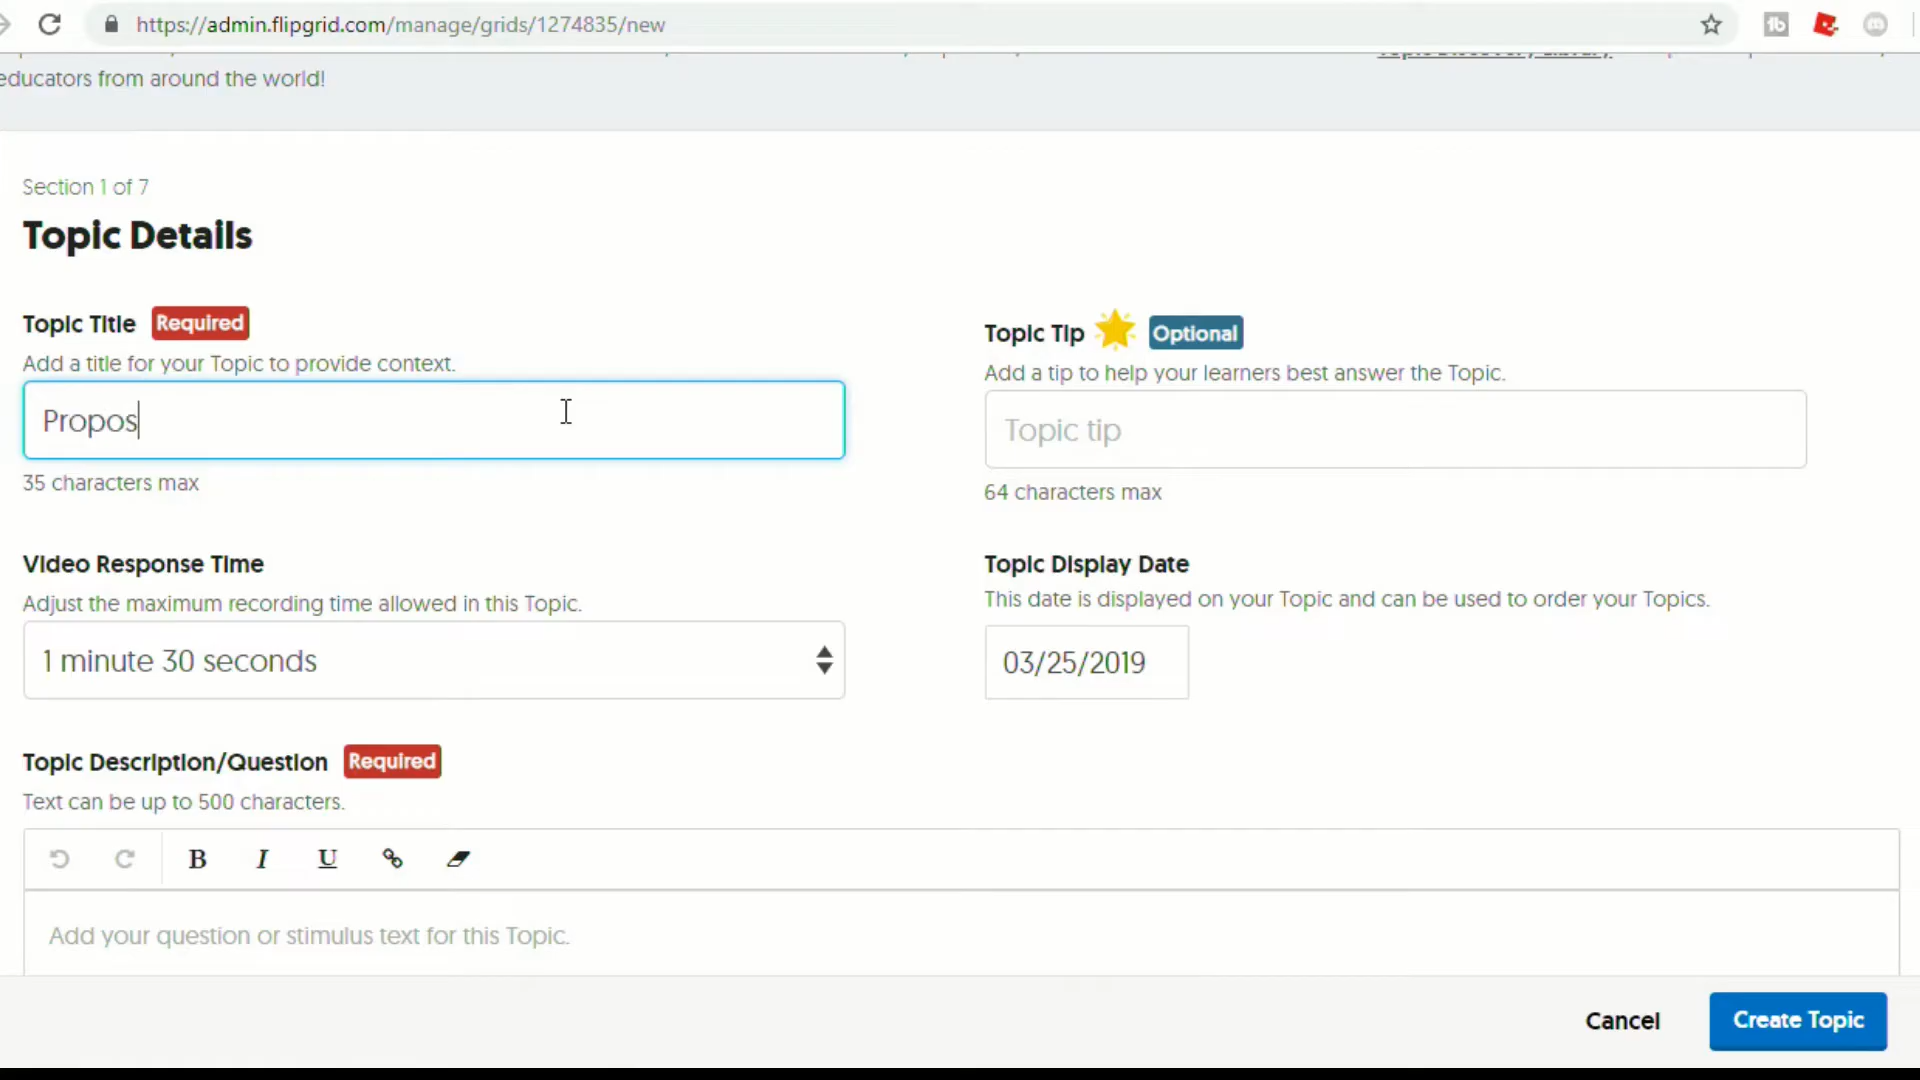 https://admin.flipgrid.com/manage/grids/1274835/new
educators from around the world!
Section 1 of 7
Topic Details
Topic Title Required
Add a title for your Topic to provide context.
Propos
35 characters max
Topic Tip Optional
Add a tip to help your learners best answer the Topic.
Topic tip
64 characters max
Video Response Time
Adjust the maximum recording time allowed in this Topic.
1 minute 30 seconds
Topic Display Date
This date is displayed on your Topic and can be used to order your Topics.
03/25/2019
Topic Description/Question Required
Text can be up to 500 characters.
B I U
Add your question or stimulus text for this Topic.
Cancel Create Topic